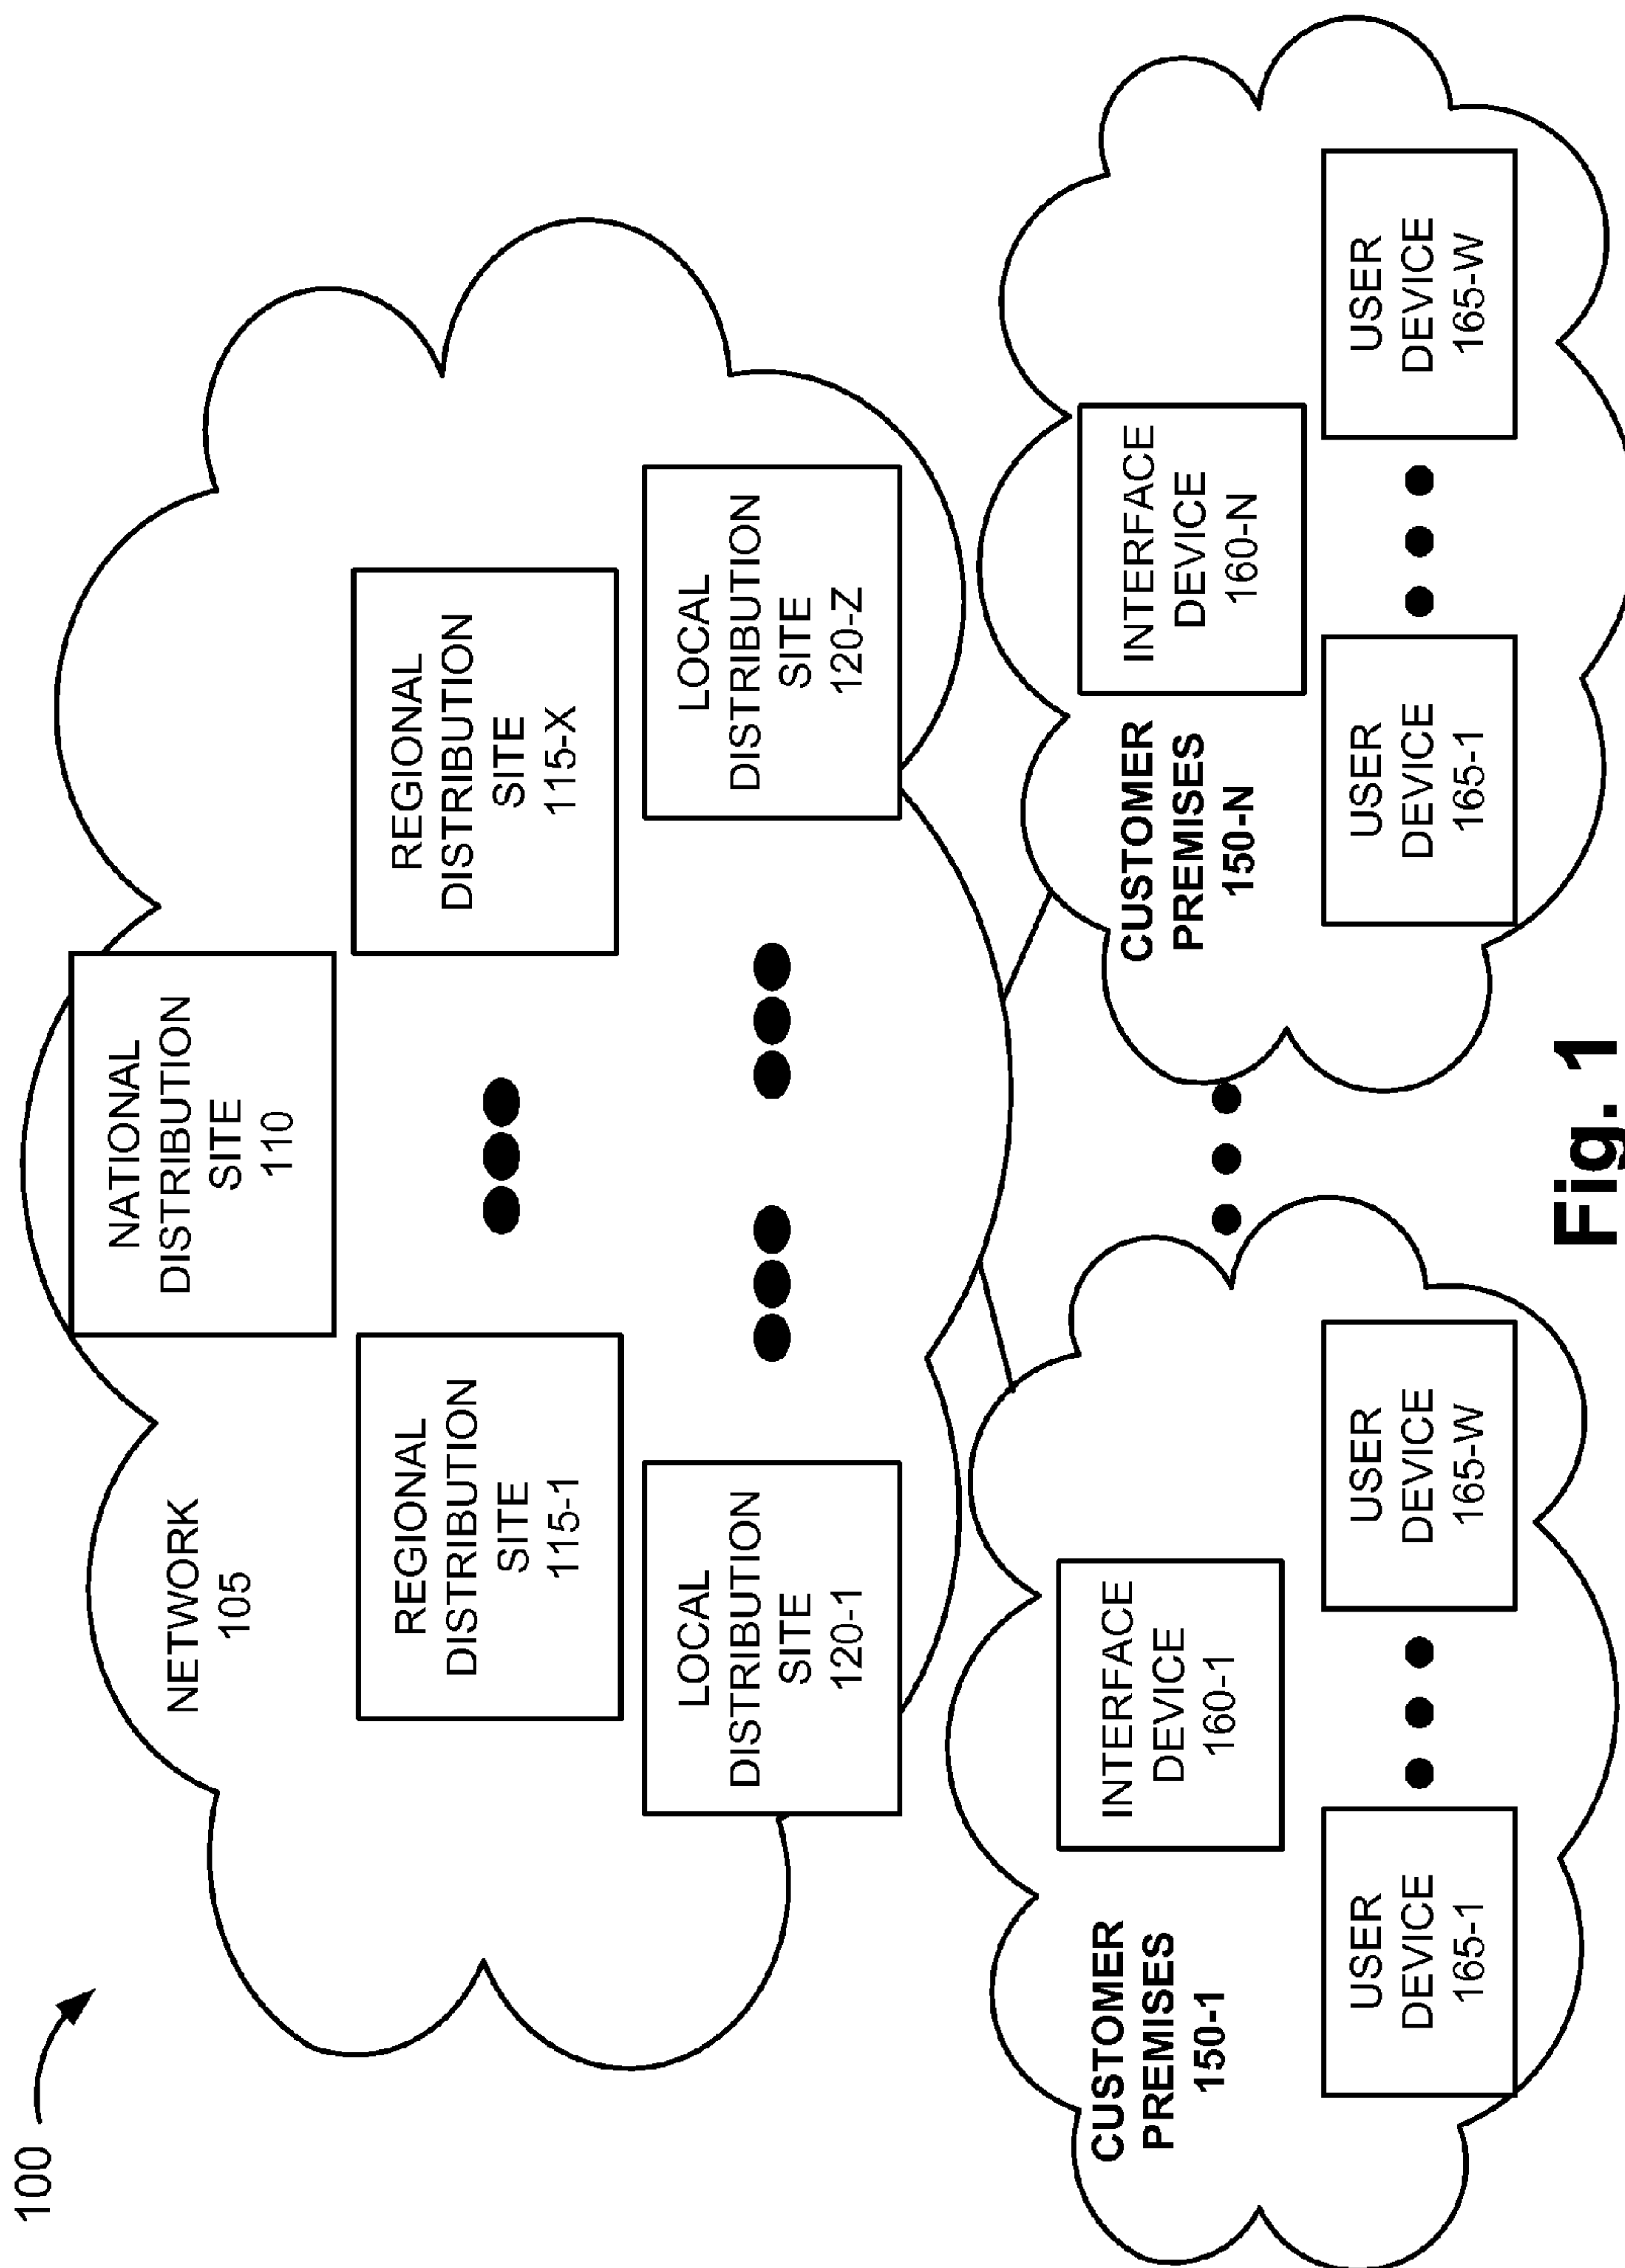 100
NETWORK
105
NATIONAL
DISTRIBUTION
SITE
110
REGIONAL
DISTRIBUTION
SITE
115-1
REGIONAL
DISTRIBUTION
SITE
115-X
LOCAL
DISTRIBUTION
SITE
120-1
LOCAL
DISTRIBUTION
SITE
120-Z
CUSTOMER
PREMISES
150-1
INTERFACE
DEVICE
160-1
USER
DEVICE
165-1
USER
DEVICE
165-W
CUSTOMER
PREMISES
150-N
INTERFACE
DEVICE
160-N
USER
DEVICE
165-1
USER
DEVICE
165-W
Fig. 1